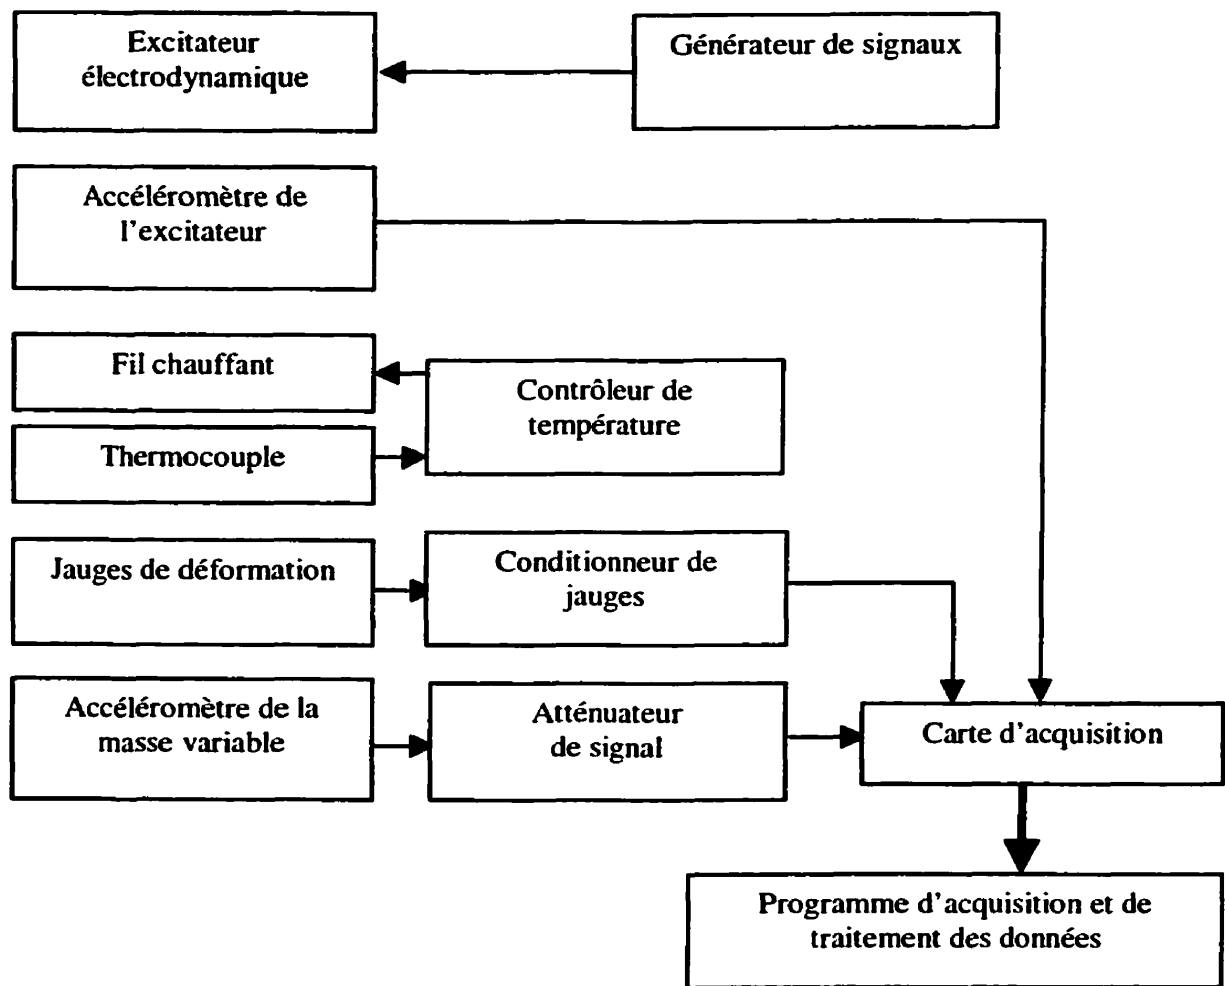 Excitateur
électrodynamique
Générateur de signaux
Accéléromètre de
l'excitateur
Fil chauffant
Contrôleur de
température
Thermocouple
Jauges de déformation
Conditionneur de
jauges
Accéléromètre de la
masse variable
Atténuateur
de signal
Carte d'acquisition
Programme d'acquisition et de
traitement des données